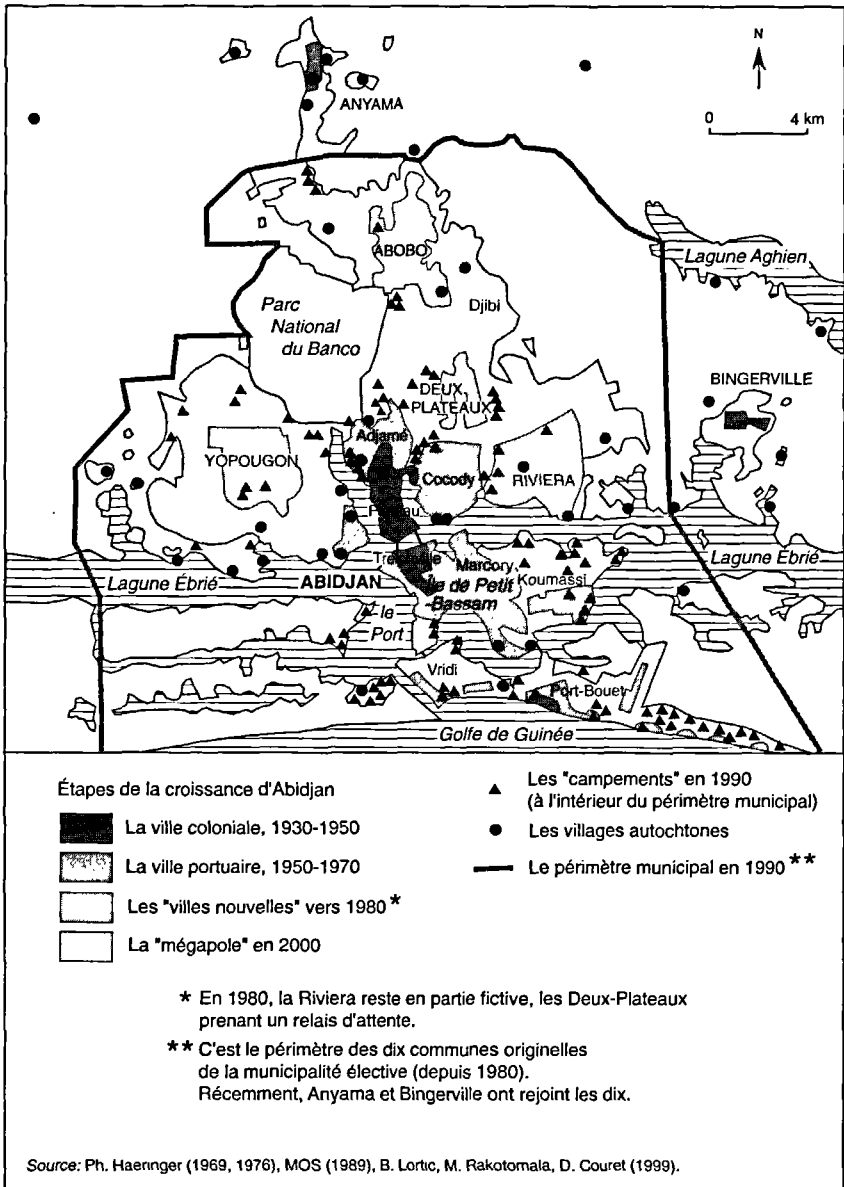 N
0 4 km
ANYAMA
Lagune Aghien
ABOBO
Djibi
Parc
National
du Banco
BINGERVILLE
DEUX
PLATEAUX
Adjamé
YOPOUGON
Cocody
RIVIERA
Lagune Ébrié
Marcory
Lagune Ébrié
ABIDJAN
Île de Petit
Bassam
Koumassi
le
Port
Vridi
Port-Bouet
Golfe de Guinée
Étapes de la croissance d'Abidjan
La ville coloniale, 1930-1950
La ville portuaire, 1950-1970
Les "villes nouvelles" vers 1980 *
La "mégapole" en 2000
Les "campements" en 1990
(à l'intérieur du périmètre municipal)
Les villages autochtones
Le périmètre municipal en 1990 **
* En 1980, la Riviera reste en partie fictive, les Deux-Plateaux
prenant un relais d'attente.
** C'est le périmètre des dix communes originelles
de la municipalité élective (depuis 1980).
Récemment, Anyama et Bingerville ont rejoint les dix.
Source: Ph. Haeringer (1969, 1976), MOS (1989), B. Lortic, M. Rakotomala, D. Couret (1999).